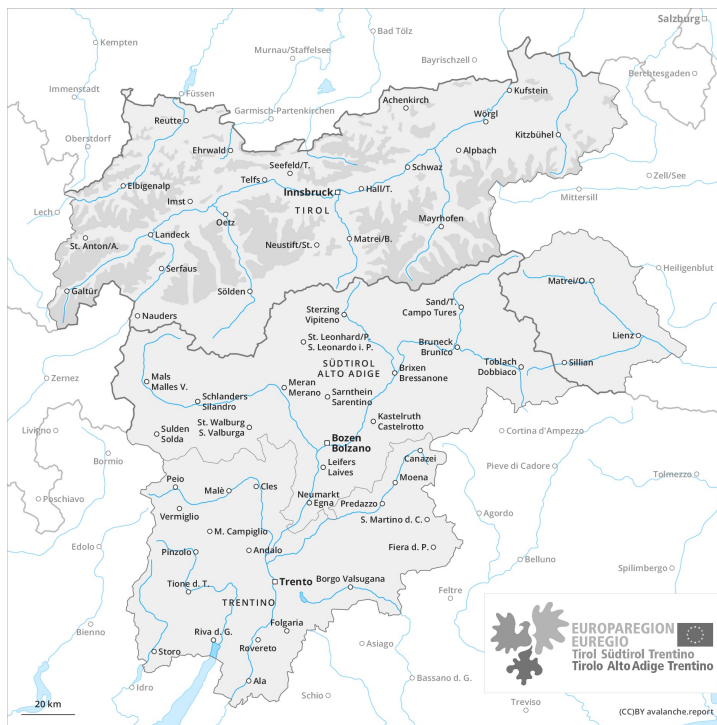 Salzburg
Kempten
Bad Tölz
Murnau/Staffelsee
Bayrischzell
Berchtesgaden
Immenstadt
Füssen
Garmisch-Partenkirchen
Achenkirch
Kufstein
Reutte
Wörgl
Kitzbühel
Oberstdorf
Ehrwald
Seefeld/T.
Alpbach
Schwaz
Zell/See
Telfs
Elbigenalp
Innsbruck
Hall/T.
Mittersill
Imst
TIROL
Lech
Oetz
Mayrhofen
Landeck
St. Anton/A.
Neustift/St.
Matrei/B.
Serfaus
Heiligenblut
Galtür
Sölden
Matrei/O.
Nauders
Sterzing
Vipiteno
Sand/T.
Campo Tures
Lienz
St. Leonhard/P.
S. Leonardo i. P.
Bruneck
Brunico
SÜDTIROL
ALTO ADIGE
Toblach
Dobbiaco
Sillian
Brixen
Bressanone
Zernez
Mals
Malles V.
Meran
Merano
Schlanders
Silandro
Sarnthein
Sarentino
Livigno
Sulden
Solda
St. Walburg
S. Valburga
Kastelruth
Castelrotto
Cortina d'Ampezzo
Bozen
Bolzano
Bormio
Canazei
Pieve di Cadore
Leifers
Laives
Tolmezzo
Peio
Malè
Cles
Moena
Poschiavo
Neumarkt
Egna
Predazzo
Vermiglio
S. Martino d. C.
Agordo
M. Campiglio
Edolo
Pinzolo
Andalo
Fiera d. P.
Belluno
Spilimbergo
Tione d. T.
Trento
Borgo Valsugana
Feltre
TRENTINO
Folgaria
Bienno
Riva d. G.
Rovereto
Asiago
Storo
Ala
Idro
Schio
Bassano d. G.
Treviso
EUROPAREGION
EUREGIO
Tirol Südtirol Trentino
Tirolo Alto Adige Trentino
20 km
(CC)BY avalanche.report